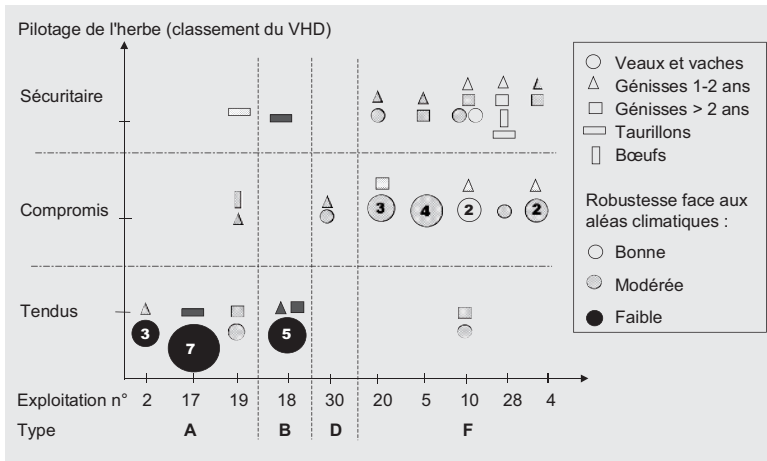 Pilotage de l'herbe (classement du VHD)
Sécuritaire
Compromis
Tendus
3
7
5
3
4
2
2
Exploitation n° 2 17 19 18 30 20 5 10 28 4
Type A B D F
Veaux et vaches
Génisses 1-2 ans
Génisses > 2 ans
Taurillons
Bœufs
Robustesse face aux
aléas climatiques :
Bonne
Modérée
Faible